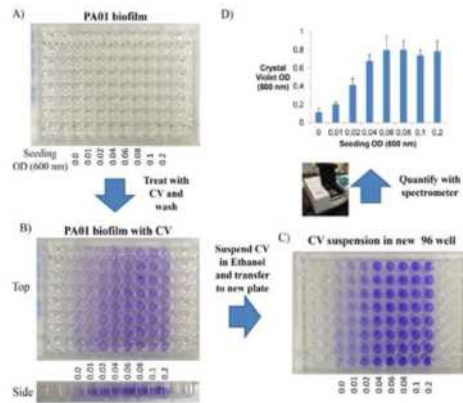 A)
PA01 biofilm
Seeding
OD (600 nm)
0.0
0.01
0.02
0.04
0.06
0.08
0.1
0.2
Treat with
CV and
wash
B)
PA01 biofilm with CV
Top
Side
0.0
0.01
0.02
0.04
0.06
0.08
0.1
0.2
Suspend CV
in Ethanol
and transfer
to new plate
C)
CV suspension in new 96 well
0.0
0.01
0.02
0.04
0.06
0.08
0.1
0.2
D)
Crystal
Violet OD
(600 nm)
1
0.8
0.6
0.4
0.2
0
0 0,01 0,02 0,04 0,06 0,08 0,1 0,2
Seeding OD (600 nm)
Quantify with
spectrometer